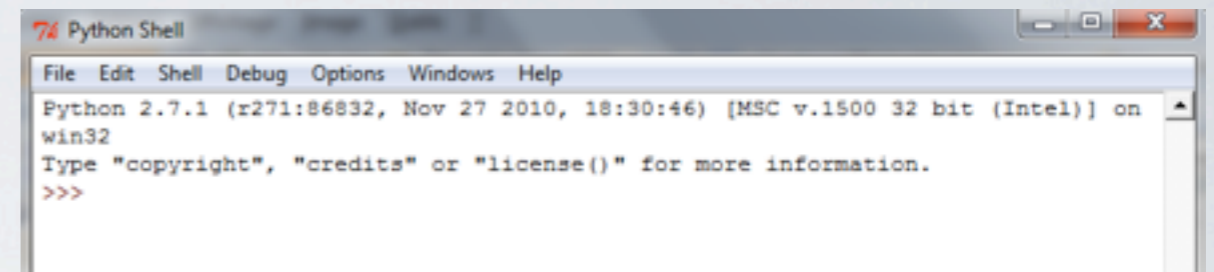 Python Shell
File Edit Shell Debug Options Windows Help
Python 2.7.1 (r271:86832, Nov 27 2010, 18:30:46) [MSC v.1500 32 bit (Intel)] on
win32
Type "copyright", "credits" or "license()" for more information.
>>>